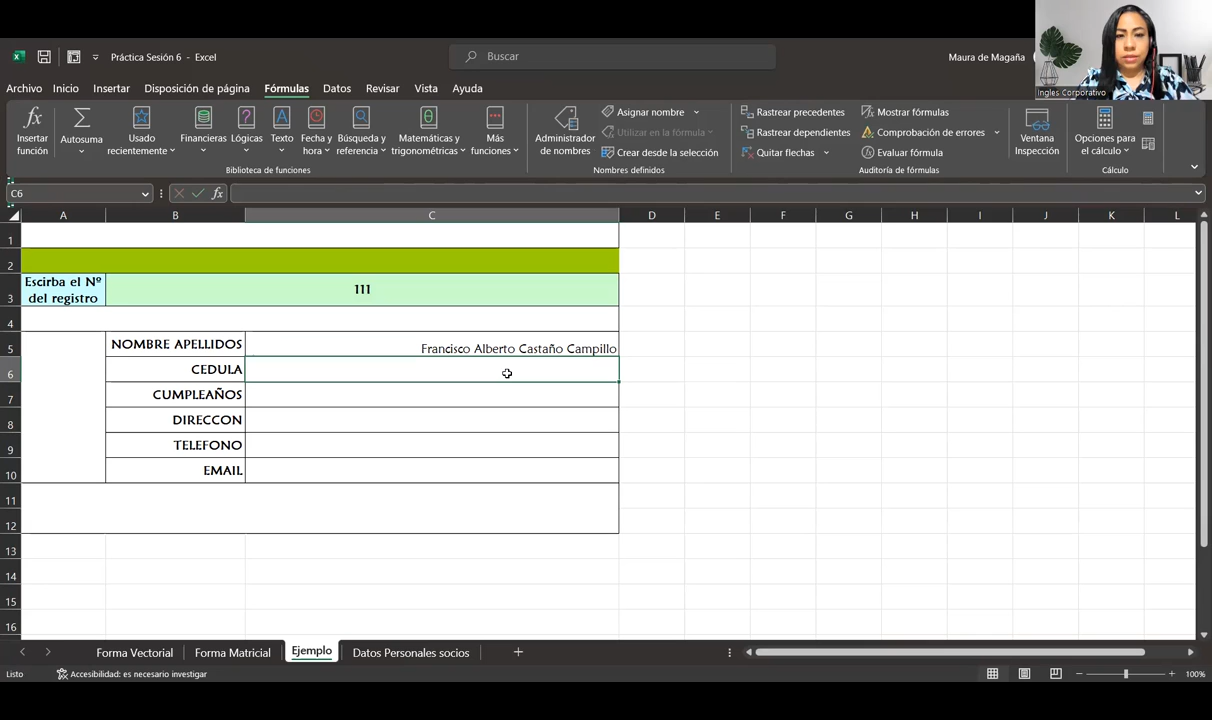 Práctica Sesión 6 - Excel
Buscar
Maura de Magaña
Ingles Corporativo
Archivo Inicio Insertar Disposición de página Fórmulas Datos Revisar Vista Ayuda
Insertar función
Autosuma
Usado recientemente
Financieras
Lógicas
Texto
Fecha y hora
Búsqueda y referencia
Matemáticas y trigonométricas
Más funciones
Biblioteca de funciones
Administrador de nombres
Asignar nombre
Utilizar en la fórmula
Crear desde la selección
Nombres definidos
Rastrear precedentes
Rastrear dependientes
Quitar flechas
Mostrar fórmulas
Comprobación de errores
Evaluar fórmula
Auditoría de fórmulas
Ventana Inspección
Opciones para el cálculo
Cálculo
C6
fx
A B C D E F G H I J K L
1
2
3 Escirba el Nº del registro 111
4
5 NOMBRE APELLIDOS Francisco Alberto Castaño Campillo
6 CEDULA
7 CUMPLEAÑOS
8 DIRECCON
9 TELEFONO
10 EMAIL
11
12
13
14
15
16
Forma Vectorial Forma Matricial Ejemplo Datos Personales socios
Listo Accesibilidad: es necesario investigar 100%